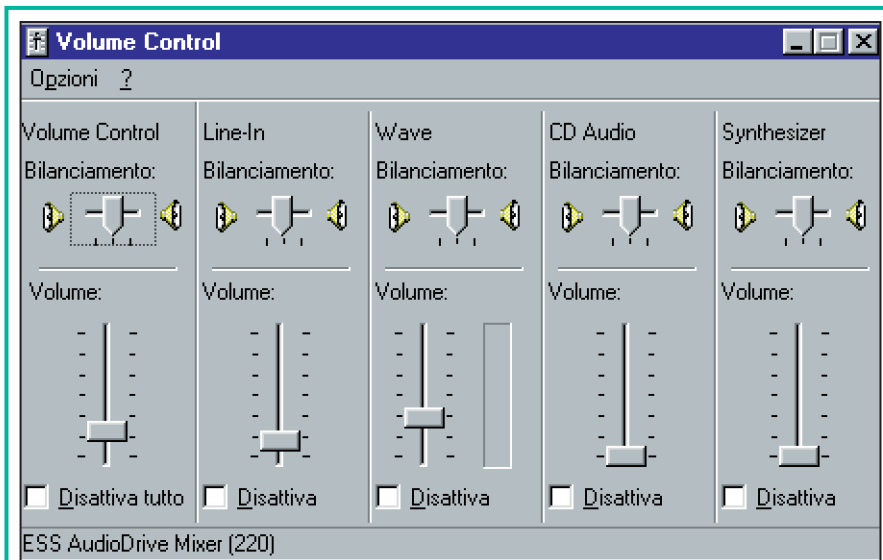 Volume Control
Opzioni ?
Volume Control Line-In Wave CD Audio Synthesizer
Bilanciamento: Bilanciamento: Bilanciamento: Bilanciamento: Bilanciamento:
Volume: Volume: Volume: Volume: Volume:
Disattiva tutto Disattiva Disattiva Disattiva Disattiva
ESS AudioDrive Mixer (220)